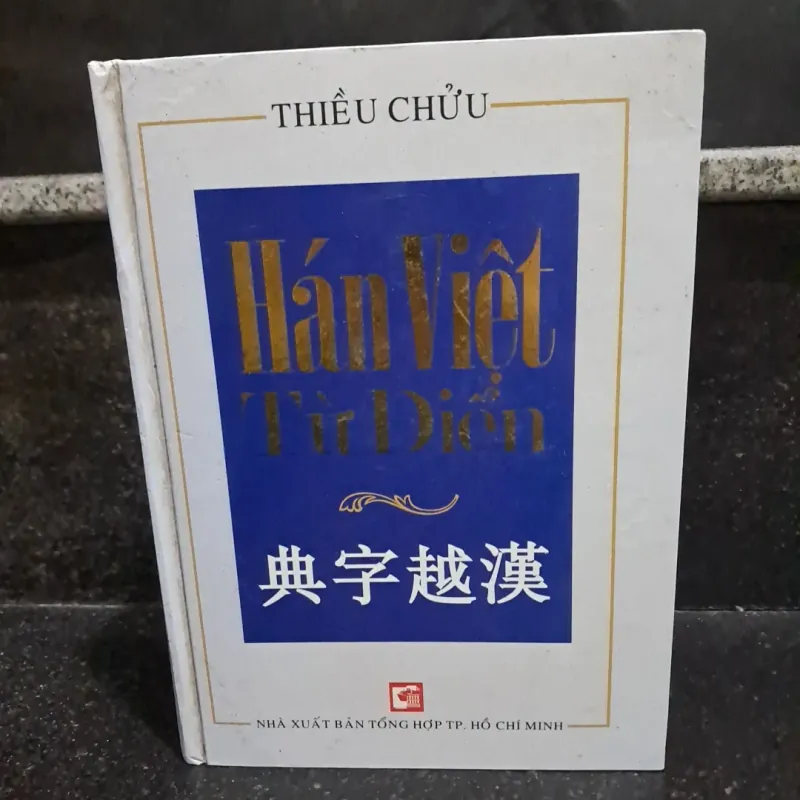 THIỀU CHỬU
Hán Việt
Từ Điển
典字越漢
NHÀ XUẤT BẢN TỔNG HỢP TP. HỒ CHÍ MINH